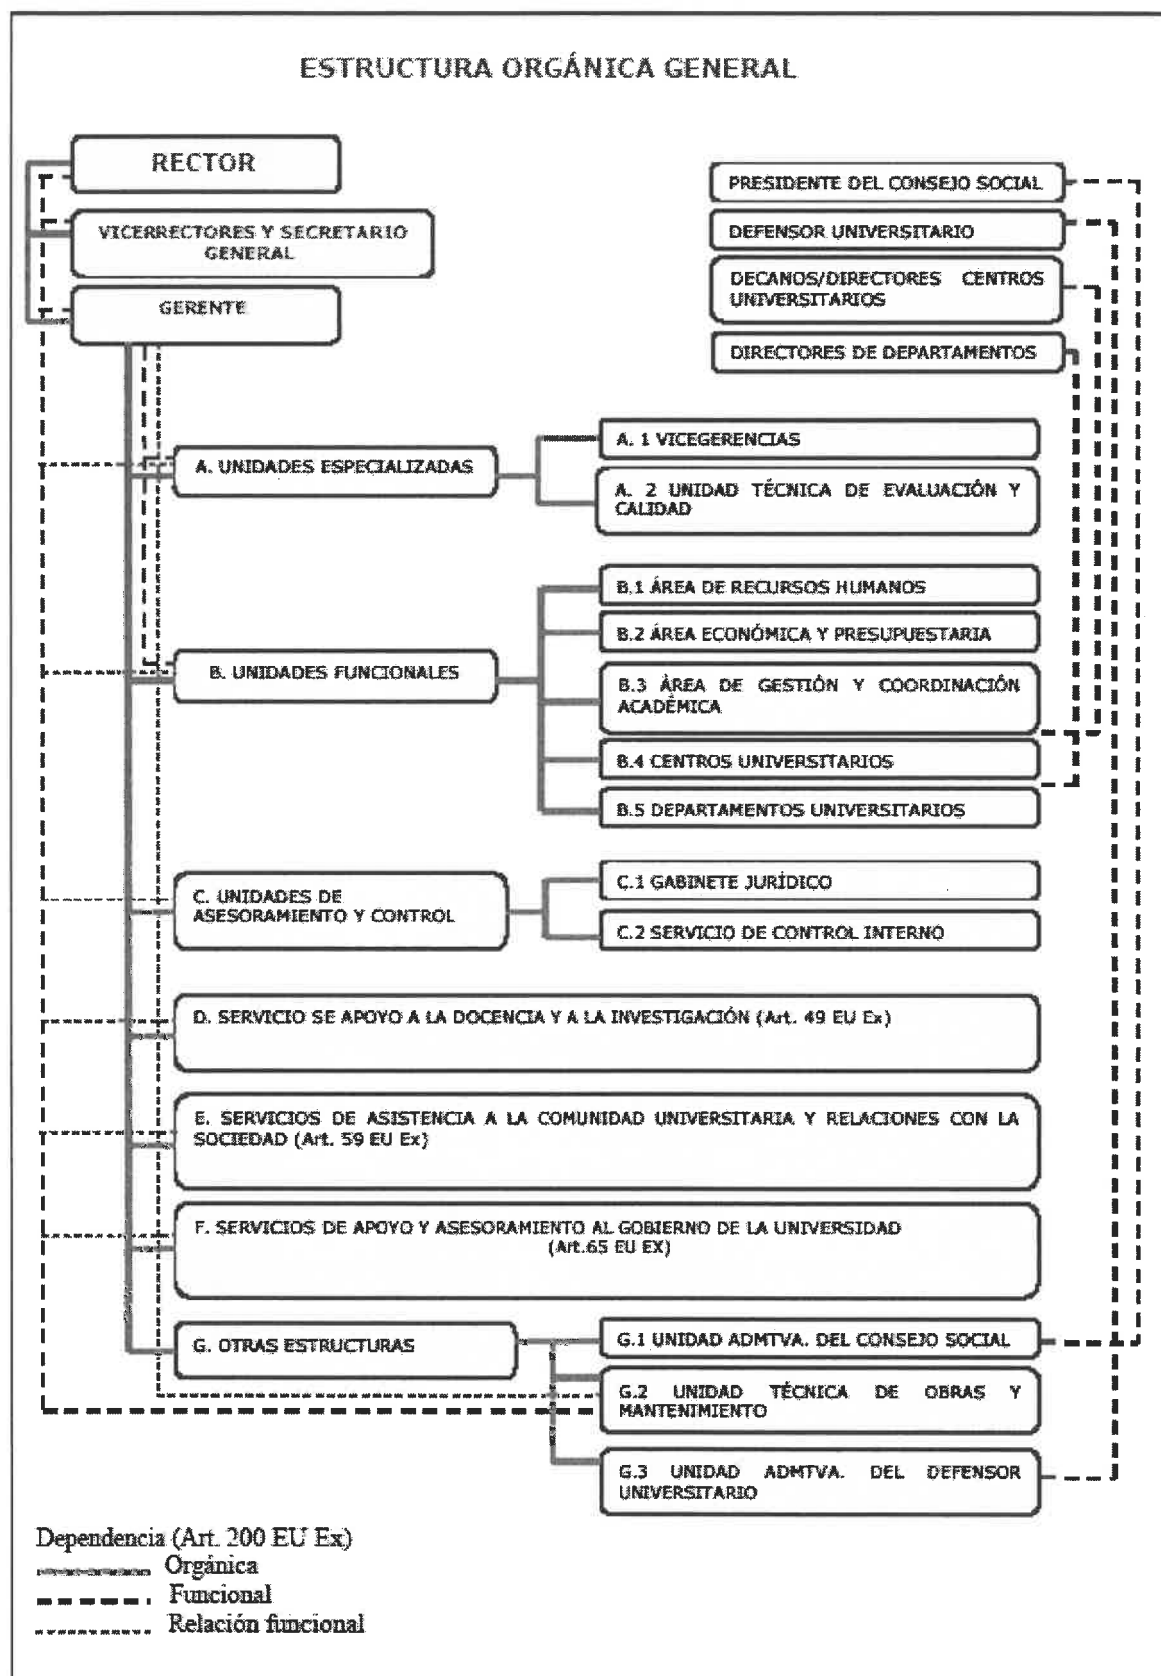 ESTRUCTURA ORGÁNICA GENERAL
RECTOR
VICERRECTORES Y SECRETARIO
GENERAL
GERENTE
PRESIDENTE DEL CONSEJO SOCIAL
DEFENSOR UNIVERSITARIO
DECANOS/DIRECTORES CENTROS
UNIVERSITARIOS
DIRECTORES DE DEPARTAMENTOS
A. UNIDADES ESPECIALIZADAS
A. 1 VICEGERENCIAS
A. 2 UNIDAD TÉCNICA DE EVALUACIÓN Y
CALIDAD
B. UNIDADES FUNCIONALES
B.1 ÁREA DE RECURSOS HUMANOS
B.2 ÁREA ECONÓMICA Y PRESUPUESTARIA
B.3 ÁREA DE GESTIÓN Y COORDINACIÓN
ACADÉMICA
B.4 CENTROS UNIVERSITARIOS
B.5 DEPARTAMENTOS UNIVERSITARIOS
C. UNIDADES DE
ASESORAMIENTO Y CONTROL
C.1 GABINETE JURÍDICO
C.2 SERVICIO DE CONTROL INTERNO
D. SERVICIO SE APOYO A LA DOCENCIA Y A LA INVESTIGACIÓN (Art. 49 EU Ex)
E. SERVICIOS DE ASISTENCIA A LA COMUNIDAD UNIVERSITARIA Y RELACIONES CON LA
SOCIEDAD (Art. 59 EU Ex)
F. SERVICIOS DE APOYO Y ASESORAMIENTO AL GOBIERNO DE LA UNIVERSIDAD
(Art.65 EU EX)
G. OTRAS ESTRUCTURAS
G.1 UNIDAD ADMTVA. DEL CONSEJO SOCIAL
G.2 UNIDAD TÉCNICA DE OBRAS Y
MANTENIMIENTO
G.3 UNIDAD ADMTVA. DEL DEFENSOR
UNIVERSITARIO
Dependencia (Art. 200 EU Ex)
Orgánica
Funcional
Relación funcional